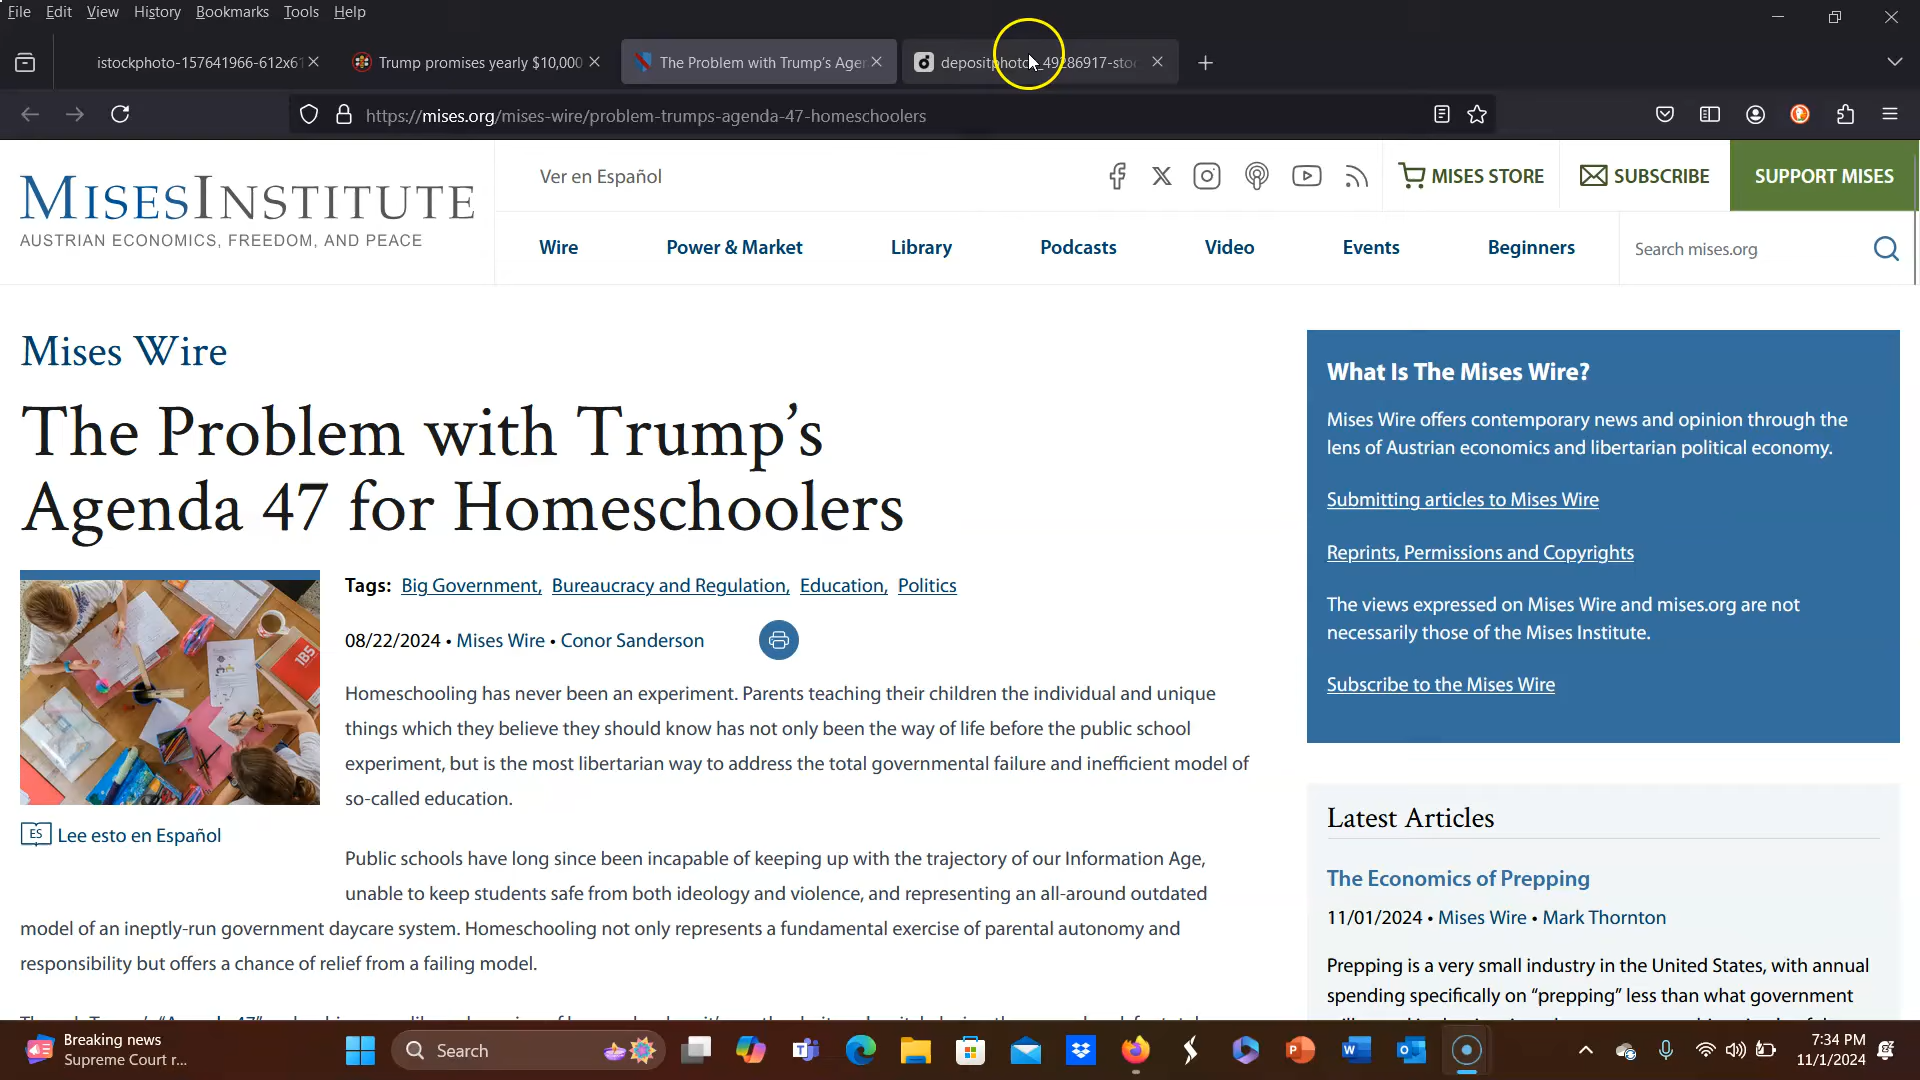 File Edit View History Bookmarks Tools Help
istockphoto-157641966-612x61
Trump promises yearly $10,000
The Problem with Trump's Agen
depositphotos_49286917-stoc
https://mises.org/mises-wire/problem-trumps-agenda-47-homeschoolers
MISESINSTITUTE
AUSTRIAN ECONOMICS, FREEDOM, AND PEACE
Ver en Español
MISES STORE
SUBSCRIBE
SUPPORT MISES
Wire Power & Market Library Podcasts Video Events Beginners
Search mises.org
Mises Wire
The Problem with Trump’s
Agenda 47 for Homeschoolers
Tags: Big Government, Bureaucracy and Regulation, Education, Politics
08/22/2024 • Mises Wire • Conor Sanderson
185
ES Lee esto en Español
Homeschooling has never been an experiment. Parents teaching their children the individual and unique
things which they believe they should know has not only been the way of life before the public school
experiment, but is the most libertarian way to address the total governmental failure and inefficient model of
so-called education.
Public schools have long since been incapable of keeping up with the trajectory of our Information Age,
unable to keep students safe from both ideology and violence, and representing an all-around outdated
model of an ineptly-run government daycare system. Homeschooling not only represents a fundamental exercise of parental autonomy and
responsibility but offers a chance of relief from a failing model.
What Is The Mises Wire?
Mises Wire offers contemporary news and opinion through the
lens of Austrian economics and libertarian political economy.
Submitting articles to Mises Wire
Reprints, Permissions and Copyrights
The views expressed on Mises Wire and mises.org are not
necessarily those of the Mises Institute.
Subscribe to the Mises Wire
Latest Articles
The Economics of Prepping
11/01/2024 • Mises Wire • Mark Thornton
Prepping is a very small industry in the United States, with annual
spending specifically on “prepping” less than what government
Breaking news
Supreme Court r...
Search
7:34 PM
11/1/2024